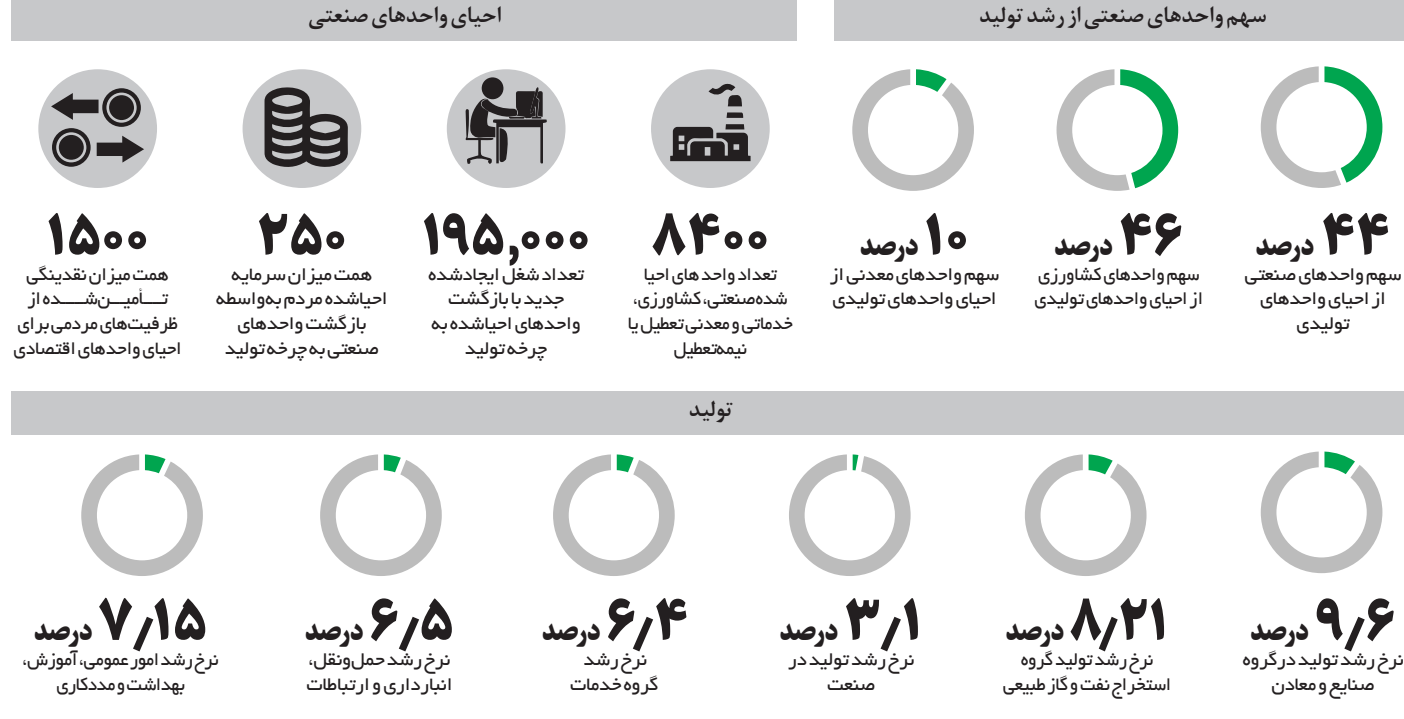 سهم واحدهای صنعتی از رشد تولید
۴۴ درصد
سهم واحدهای صنعتی
از احیای واحدهای
تولیدی
۴۶ درصد
سهم واحدهای کشاورزی
از احیای واحدهای تولیدی
۱۰ درصد
سهم واحدهای معدنی از
احیای واحدهای تولیدی
احیای واحدهای صنعتی
۸۴۰۰
تعداد واحدهای احیا
شده‌صنعتی، کشاورزی،
خدماتی و معدنی تعطیل یا
نیمه‌تعطیل
۱۹۵,۰۰۰
تعداد شغل ایجادشده
جدید با بازگشت
واحدهای احیاشده به
چرخه تولید
۲۵۰
همت میزان سرمایه
احیاشده مردم به‌واسطه
بازگشت واحدهای
صنعتی به چرخه تولید
۱۵۰۰
همت میزان نقدینگی
تـــأمیـــن‌شـــــده از
ظرفیت‌های مردمی برای
احیای واحدهای اقتصادی
تولید
۹٫۶ درصد
نرخ رشد تولید در گروه
صنایع و معادن
۸٫۲۱ درصد
نرخ رشد تولید گروه
استخراج نفت و گاز طبیعی
۳٫۱ درصد
نرخ رشد تولید در
صنعت
۶٫۴ درصد
نرخ رشد
گروه خدمات
۶٫۵ درصد
نرخ رشد حمل‌ونقل،
انبارداری و ارتباطات
۷٫۱۵ درصد
نرخ رشد امور عمومی، آموزش،
بهداشت و مددکاری